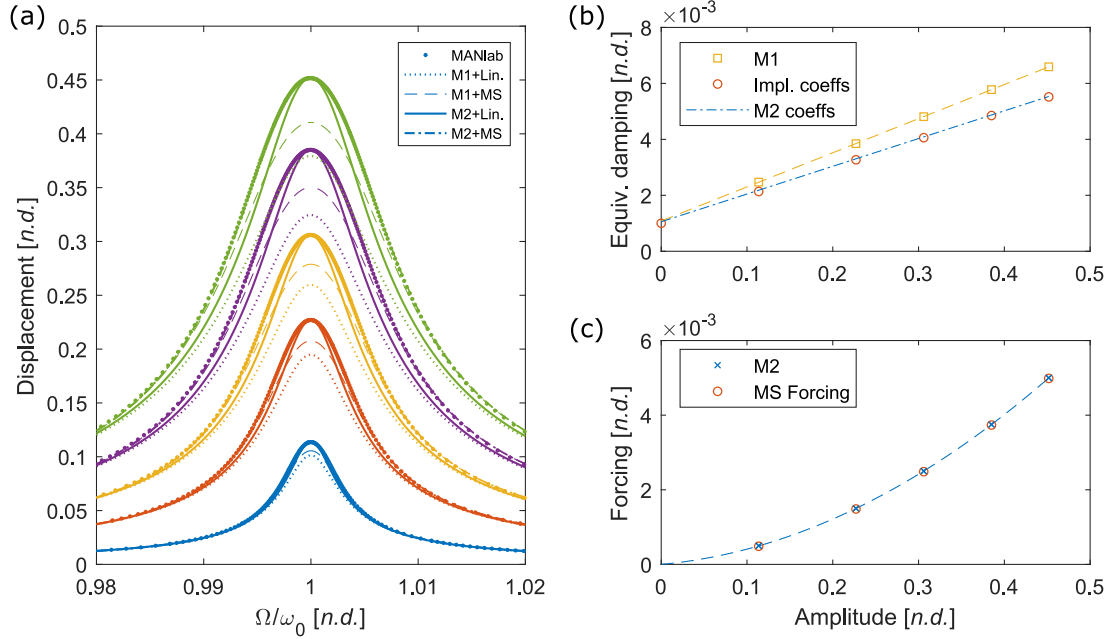 (a)
0.5
0.45
0.4
0.35
0.3
0.25
0.2
0.15
0.1
0.05
0
Displacement [n.d.]
MANlab
M1+Lin.
M1+MS
M2+Lin.
M2+MS
0.98
0.99
1
1.01
1.02
Ω/ω₀ [n.d.]
(b)
×10⁻³
8
6
4
2
0
Equiv. damping [n.d.]
M1
Impl. coeffs
M2 coeffs
0
0.1
0.2
0.3
0.4
0.5
(c)
×10⁻³
6
4
2
0
Forcing [n.d.]
M2
MS Forcing
0
0.1
0.2
0.3
0.4
0.5
Amplitude [n.d.]